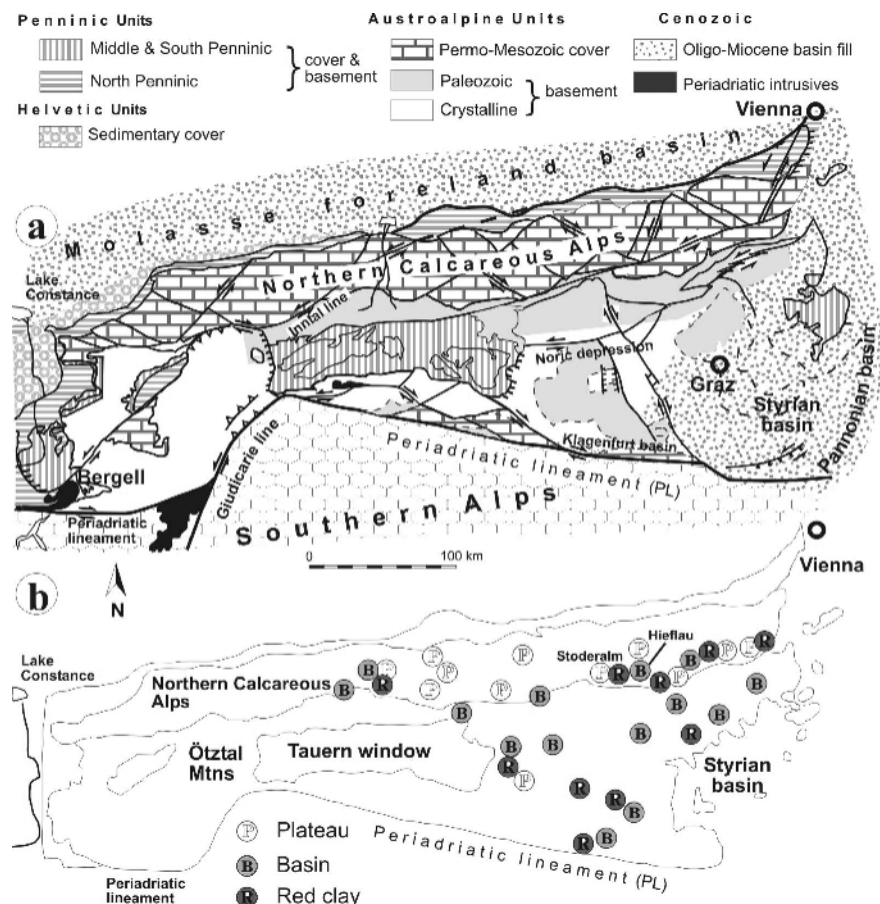 Penninic Units
Austroalpine Units
Cenozoic
Middle & South Penninic
North Penninic
cover &
basement
Permo-Mesozoic cover
Paleozoic
Crystalline
basement
Oligo-Miocene basin fill
Periadriatic intrusives
Helvetic Units
Sedimentary cover
Vienna
a
Molasse foreland basin
Lake
Constance
Northern Calcareous Alps
Inntal line
Noric depression
Graz
Styrian
basin
Pannonian basin
Klagenfurt basin
Periadriatic lineament (PL)
Bergell
Giudicarie line
Periadriatic
lineament
Southern Alps
0 100 km
N
b
Vienna
Lake
Constance
Northern Calcareous
Alps
Stoderalm
Hieflau
Ötztal
Mtns
Tauern window
Styrian
basin
P Plateau
B Basin
R Red clay
Periadriatic lineament (PL)
Periadriatic
lineament